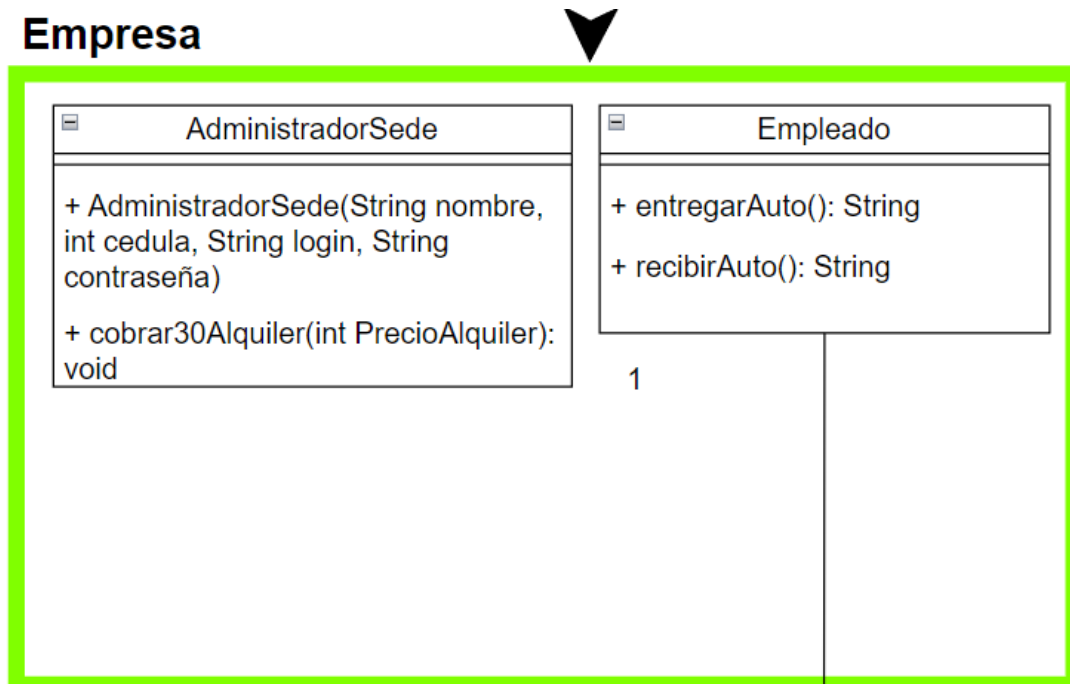 Empresa
AdministradorSede
+ AdministradorSede(String nombre,
int cedula, String login, String
contraseña)
+ cobrar30Alquiler(int PrecioAlquiler):
void
Empleado
+ entregarAuto(): String
+ recibirAuto(): String
1